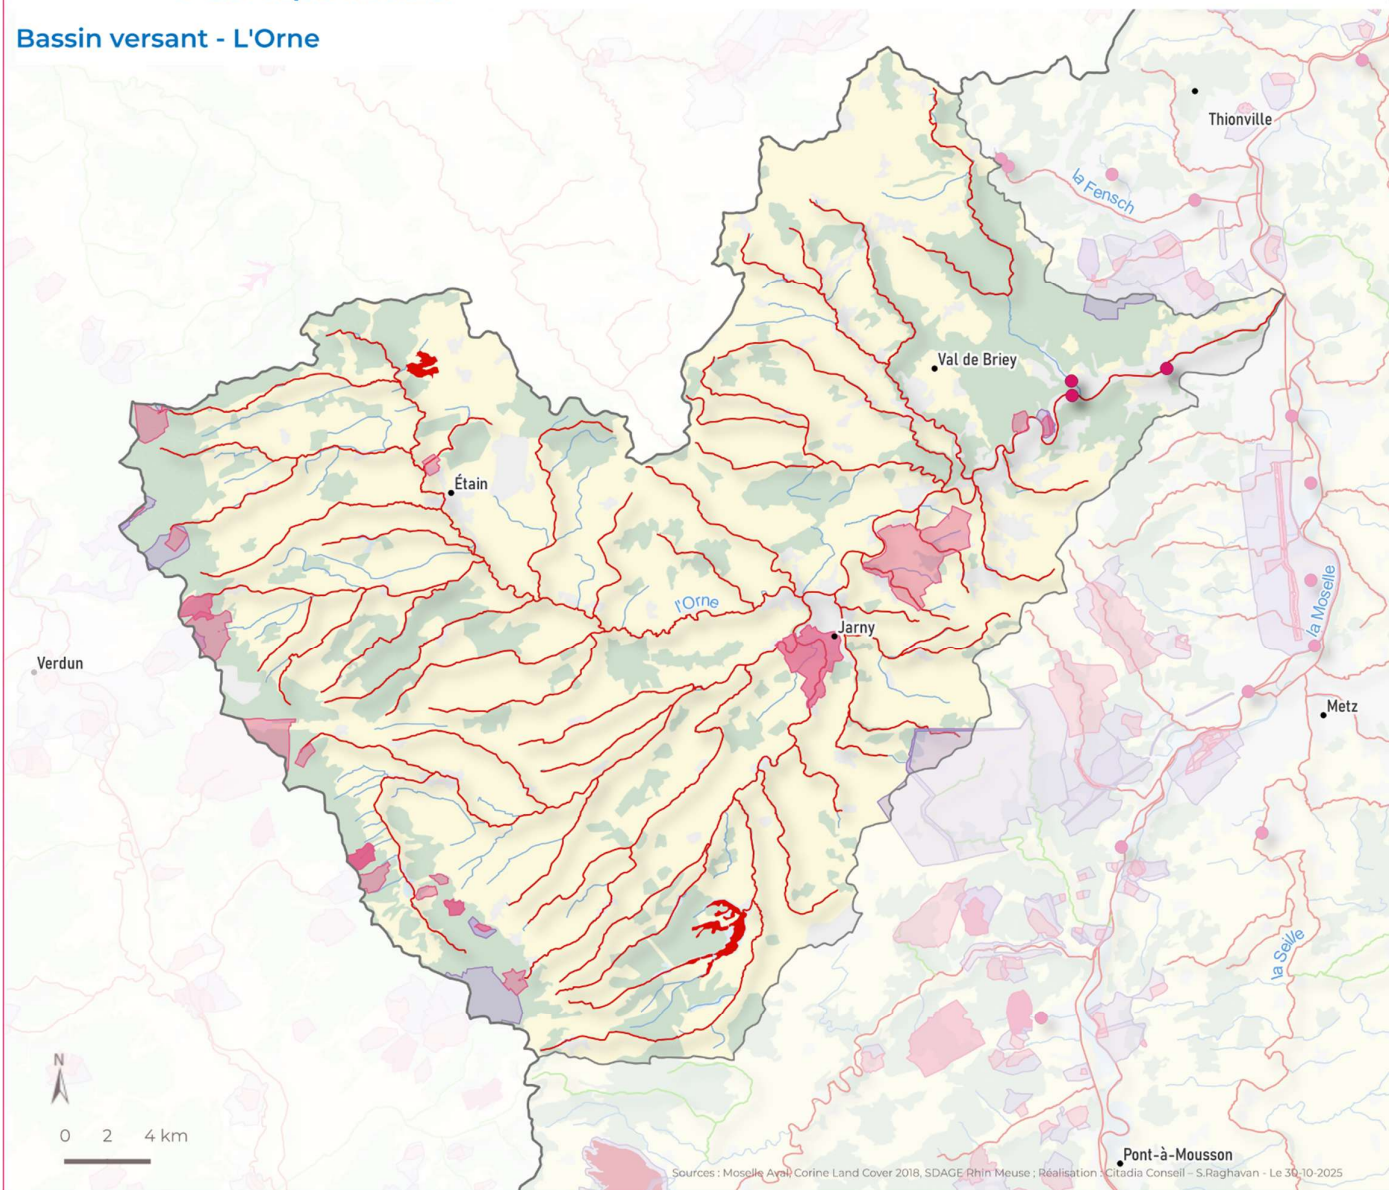 Bassin versant - L'Orne
Thionville
la Fensch
Val de Briey
Étain
l'Orne
Jarny
la Moselle
Verdun
Metz
la Seille
N
0 2 4 km
Pont-à-Mousson
Sources : Moselle Aval, Corine Land Cover 2018, SDAGE Rhin Meuse ; Réalisation : Citadia Conseil - S.Raghavan - Le 30-10-2025